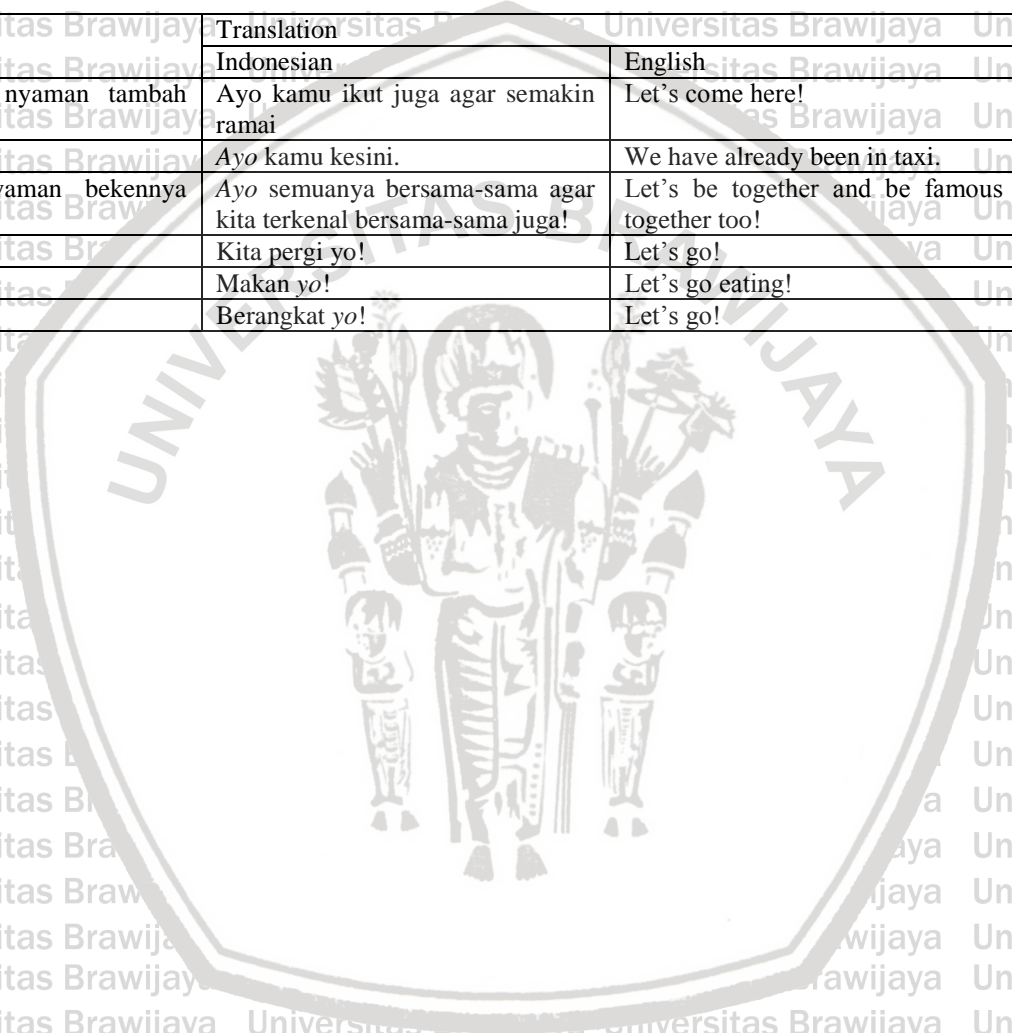 Translation
Indonesian English
nyaman tambah Ayo kamu ikut juga agar semakin Let's come here!
ramai
Ayo kamu kesini. We have already been in taxi.
yaman bekennya Ayo semuanya bersama-sama agar Let's be together and be famous
kita terkenal bersama-sama juga! together too!
Kita pergi yo! Let's go!
Makan yo! Let's go eating!
Berangkat yo! Let's go!
UNIVERSITAS BRAWIJAYA